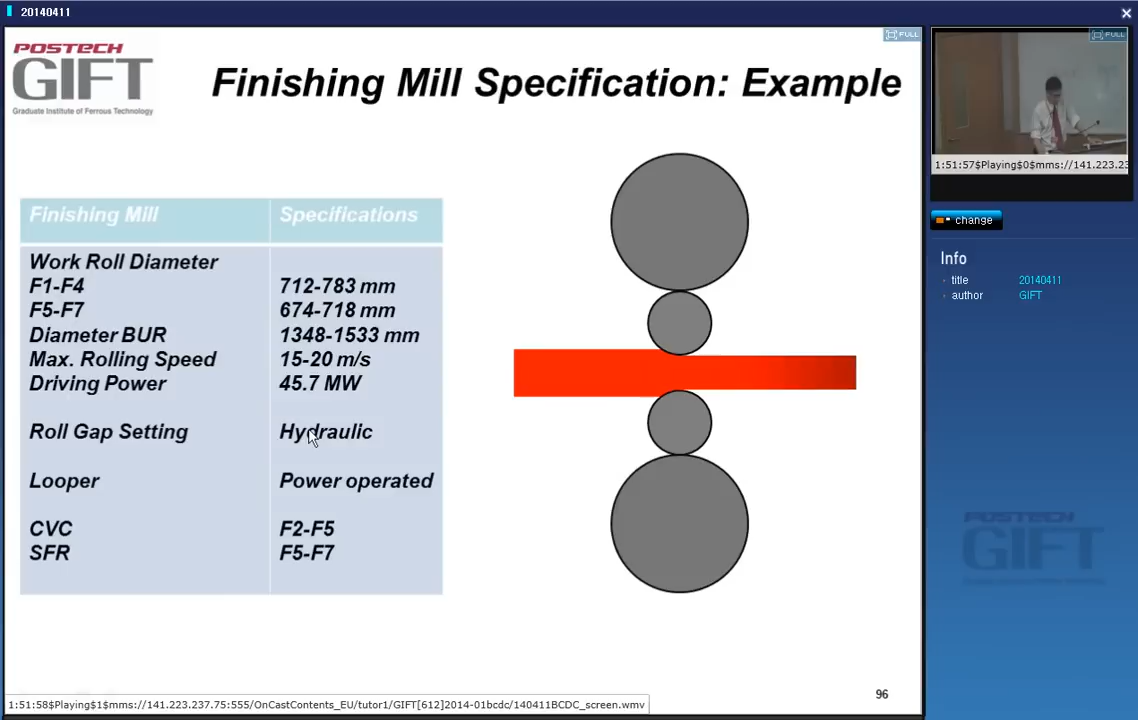 20140411
POSTECH
GIFT
Graduate Institute of Ferrous Technology
Finishing Mill Specification: Example
FULL
FULL
1:51:57$Playing$0$mms://141.223.23
change
Info
title 20140411
author GIFT
Finishing Mill Specifications
Work Roll Diameter
F1-F4 712-783 mm
F5-F7 674-718 mm
Diameter BUR 1348-1533 mm
Max. Rolling Speed 15-20 m/s
Driving Power 45.7 MW
Roll Gap Setting Hydraulic
Looper Power operated
CVC F2-F5
SFR F5-F7
POSTECH
GIFT
96
1:51:58$Playing$1$mms://141.223.237.75:555/OnCastContents_EU/tutor1/GIFT[612]2014-01bcdc/140411BCDC_screen.wmv